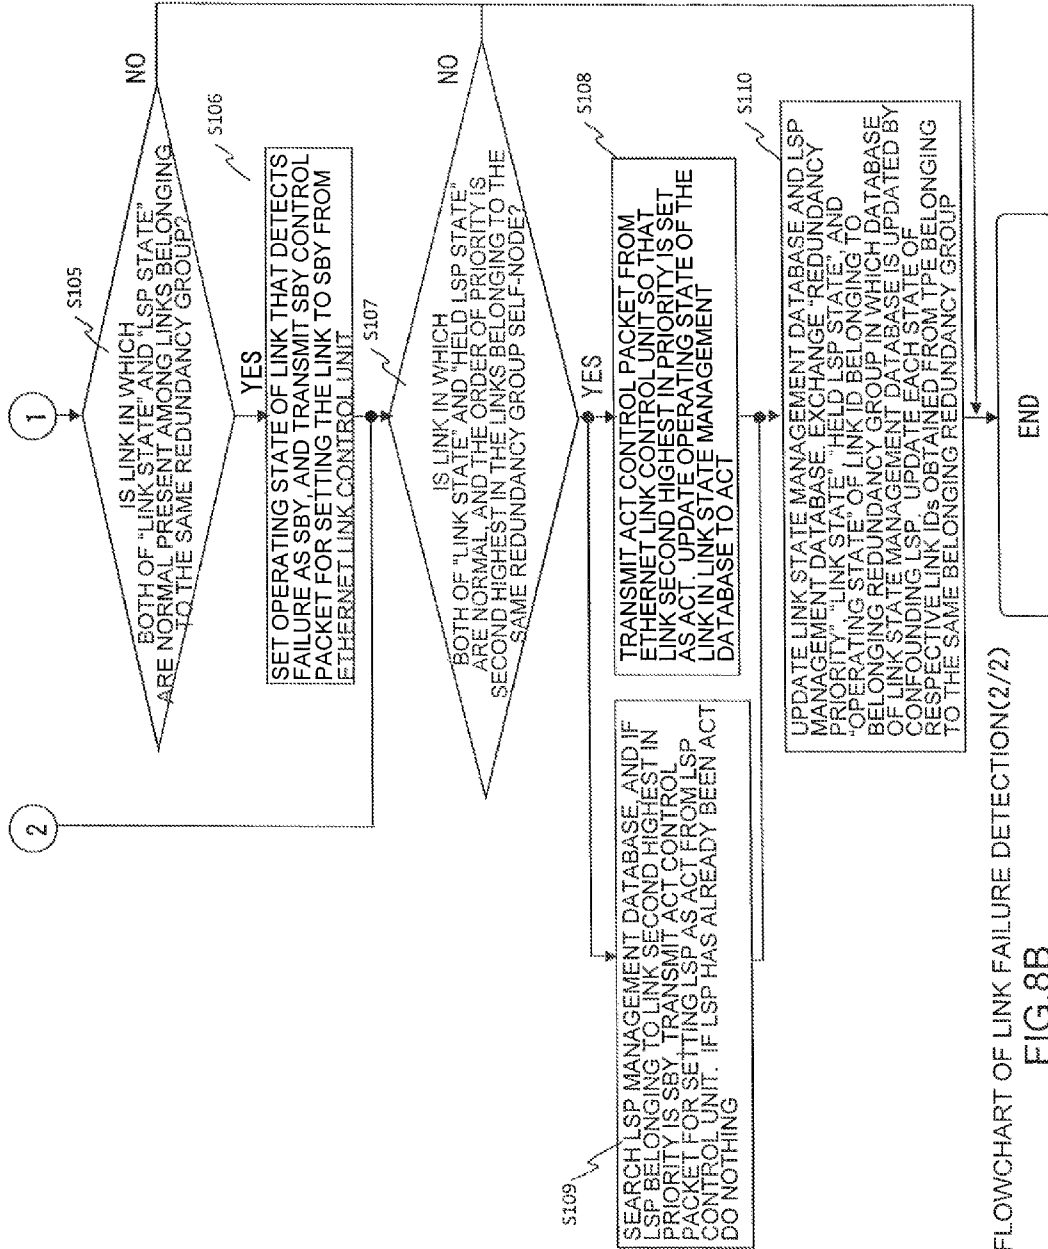 1
S105
IS LINK IN WHICH
BOTH OF "LINK STATE" AND "LSP STATE"
ARE NORMAL PRESENT AMONG LINKS BELONGING
TO THE SAME REDUNDANCY GROUP?
NO
YES
S106
SET OPERATING STATE OF LINK THAT DETECTS
FAILURE AS SBY, AND TRANSMIT SBY CONTROL
PACKET FOR SETTING THE LINK TO SBY FROM
ETHERNET LINK CONTROL UNIT
2
S107
IS LINK IN WHICH
BOTH OF "LINK STATE" AND "HELD LSP STATE"
ARE NORMAL, AND THE ORDER OF PRIORITY IS
SECOND HIGHEST IN THE LINKS BELONGING TO THE
SAME REDUNDANCY GROUP SELF-NODE?
NO
YES
S108
TRANSMIT ACT CONTROL PACKET FROM
ETHERNET LINK CONTROL UNIT SO THAT
LINK SECOND HIGHEST IN PRIORITY IS SET
AS ACT. UPDATE OPERATING STATE OF THE
LINK IN LINK STATE MANAGEMENT
DATABASE TO ACT
S109
SEARCH LSP MANAGEMENT DATABASE, AND IF
LSP BELONGING TO LINK SECOND HIGHEST IN
PRIORITY IS SBY, TRANSMIT ACT CONTROL
PACKET FOR SETTING LSP AS ACT FROM LSP
CONTROL UNIT. IF LSP HAS ALREADY BEEN ACT
DO NOTHING
S110
UPDATE LINK STATE MANAGEMENT DATABASE AND LSP
MANAGEMENT DATABASE, EXCHANGE "REDUNDANCY
PRIORITY" "LINK STATE" "HELD LSP STATE", AND
"OPERATING STATE" OF LINK ID BELONGING TO
BELONGING REDUNDANCY GROUP IN WHICH DATABASE
OF LINK STATE MANAGEMENT DATABASE IS UPDATED BY
CONFOUNDING LSP. UPDATE EACH STATE OF
RESPECTIVE LINK IDs OBTAINED FROM TPE BELONGING
TO THE SAME BELONGING REDUNDANCY GROUP
END
FLOWCHART OF LINK FAILURE DETECTION(2/2)
FIG.8B